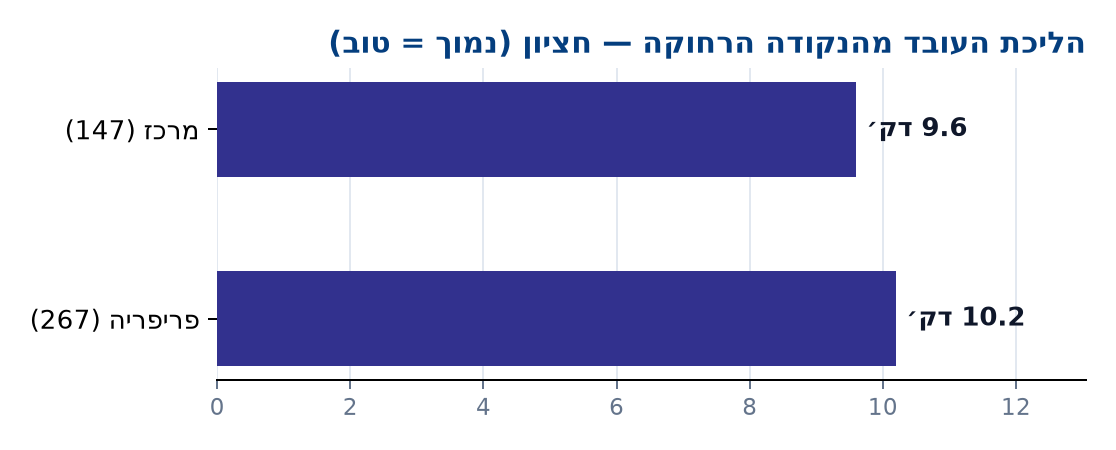 הליכת העובד מהנקודה הרחוקה — חציון (נמוך = טוב)
מרכז (147)
9.6 דק׳
פריפריה (267)
10.2 דק׳
0 2 4 6 8 10 12